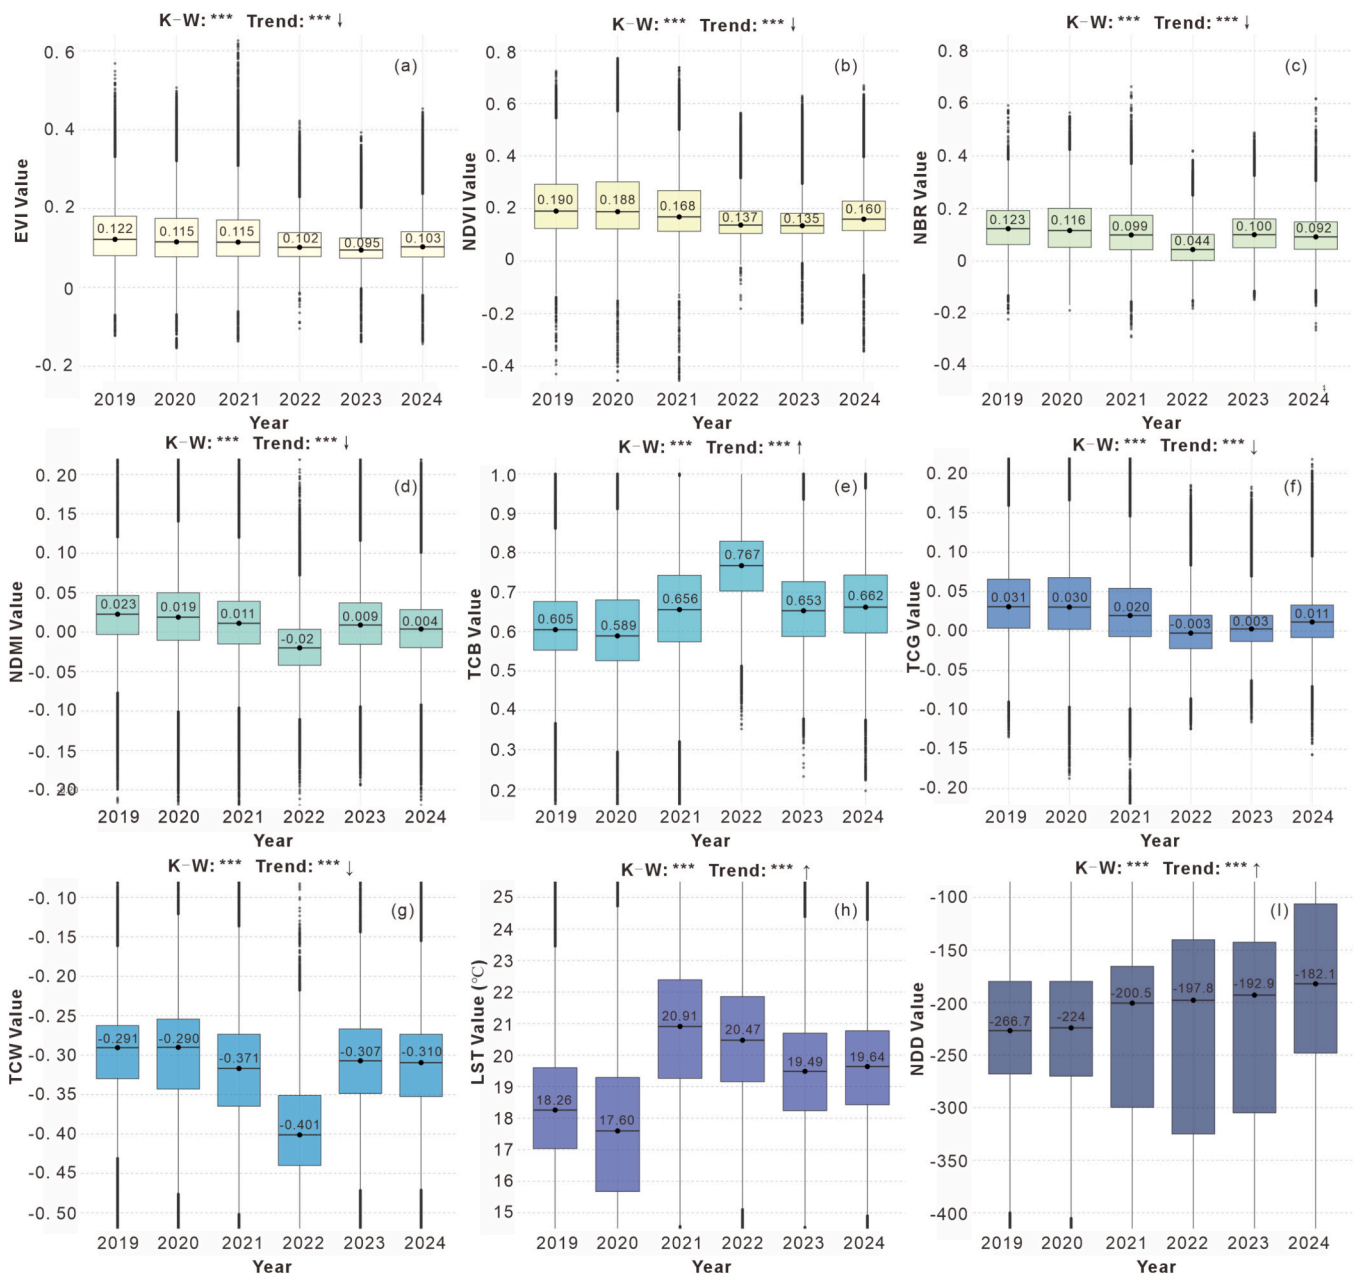 K-W: *** Trend: *** ↓
(a)
EVI Value
0.6
0.4
0.2
0
-0.2
0.122
0.115
0.115
0.102
0.095
0.103
2019 2020 2021 2022 2023 2024
Year
K-W: *** Trend: *** ↓
(b)
NDVI Value
0.8
0.6
0.4
0.2
0
-0.2
-0.4
0.190
0.188
0.168
0.137
0.135
0.160
2019 2020 2021 2022 2023 2024
Year
K-W: *** Trend: *** ↓
(c)
NBR Value
0.8
0.6
0.4
0.2
0
-0.2
-0.4
0.123
0.116
0.099
0.044
0.100
0.092
2019 2020 2021 2022 2023 2024
Year
K-W: *** Trend: *** ↓
(d)
NDMI Value
0.20
0.15
0.10
0.05
0.00
-0.05
-0.10
-0.15
-0.20
0.023
0.019
0.011
-0.02
0.009
0.004
2019 2020 2021 2022 2023 2024
Year
K-W: *** Trend: *** ↑
(e)
TCB Value
1.0
0.9
0.8
0.7
0.6
0.5
0.4
0.3
0.2
0.605
0.589
0.656
0.767
0.653
0.662
2019 2020 2021 2022 2023 2024
Year
K-W: *** Trend: *** ↓
(f)
TCG Value
0.20
0.15
0.10
0.05
0.00
-0.05
-0.10
-0.15
-0.20
0.031
0.030
0.020
-0.003
0.003
0.011
2019 2020 2021 2022 2023 2024
Year
K-W: *** Trend: *** ↓
(g)
TCW Value
-0.10
-0.15
-0.20
-0.25
-0.30
-0.35
-0.40
-0.45
-0.50
-0.291
-0.290
-0.371
-0.401
-0.307
-0.310
2019 2020 2021 2022 2023 2024
Year
K-W: *** Trend: *** ↑
(h)
LST Value (℃)
25
24
23
22
21
20
19
18
17
16
15
18.26
17.60
20.91
20.47
19.49
19.64
2019 2020 2021 2022 2023 2024
Year
K-W: *** Trend: *** ↑
(I)
NDD Value
-100
-150
-200
-250
-300
-350
-400
-266.7
-224
-200.5
-197.8
-192.9
-182.1
2019 2020 2021 2022 2023 2024
Year